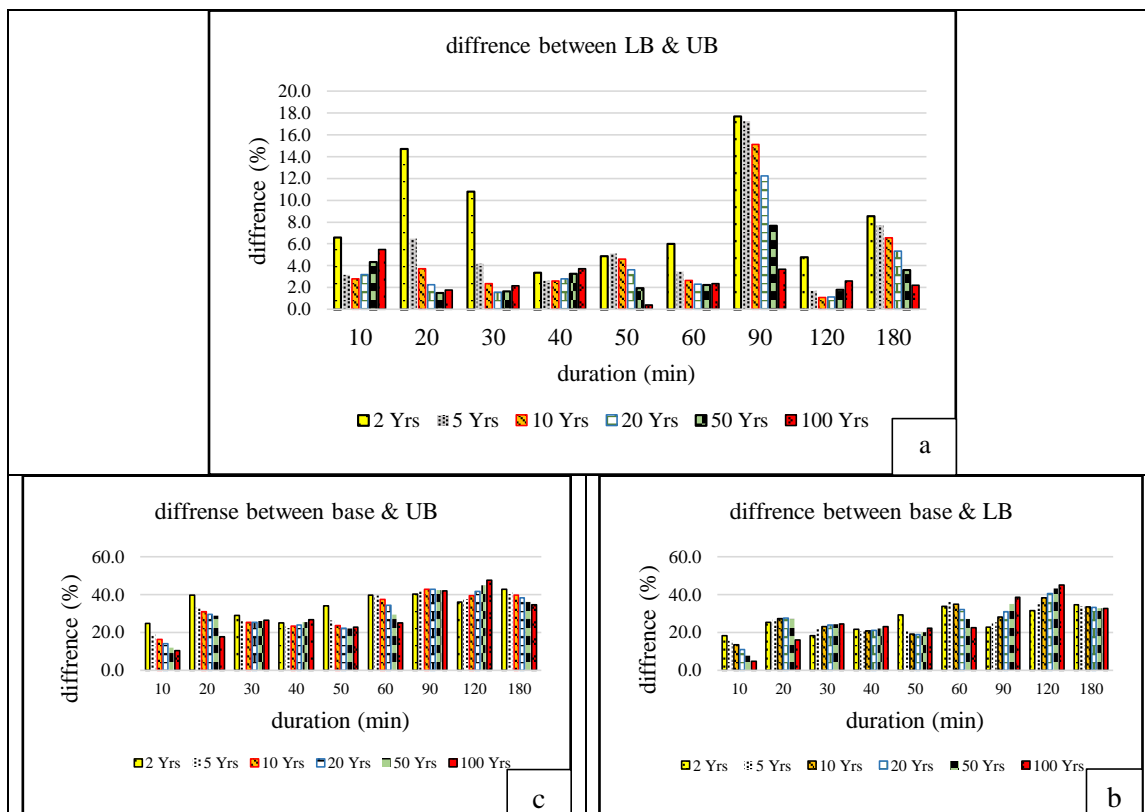 diffrence between LB & UB
20.0
18.0
16.0
14.0
12.0
10.0
8.0
6.0
4.0
2.0
0.0
diffrence (%)
10 20 30 40 50 60 90 120 180
duration (min)
2 Yrs 5 Yrs 10 Yrs 20 Yrs 50 Yrs 100 Yrs
a
diffrense between base & UB
60.0
40.0
20.0
0.0
diffrence (%)
10 20 30 40 50 60 90 120 180
duration (min)
2 Yrs 5 Yrs 10 Yrs 20 Yrs 50 Yrs 100 Yrs
c
diffrence between base & LB
60.0
40.0
20.0
0.0
diffrence (%)
10 20 30 40 50 60 90 120 180
duration (min)
2 Yrs 5 Yrs 10 Yrs 20 Yrs 50 Yrs 100 Yrs
b